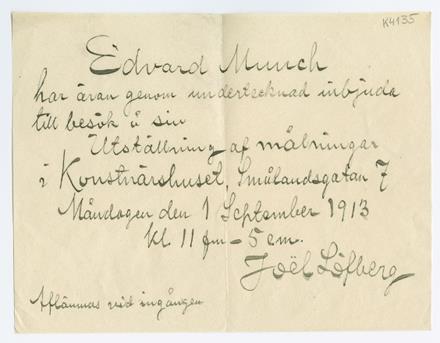 K4135
Edvard Munch
har äran genom undertecknad inbjuda
till besök å sin
Utställning af målningar
i Konstnärshuset, Smålandsgatan 7
Måndagen den 1 September 1913
kl 11 fm - 5 em.
Joël Löfberg
Aflämnas vid ingången